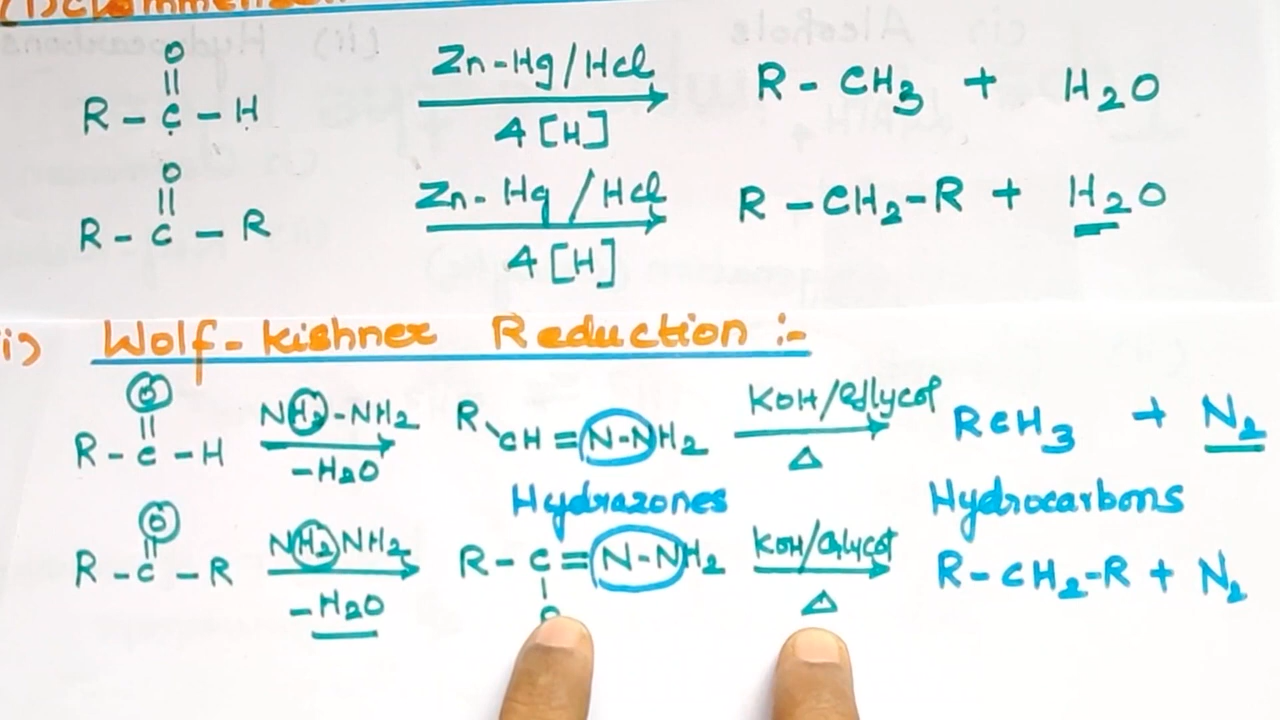 O
||
R - C - H Zn-Hg/Hcl 4[H] R - CH3 + H2O
O
||
R - C - R Zn-Hg/Hcl 4[H] R - CH2-R + H2O
i) Wolf-kishner Reduction :-
O
||
R - C - H NH2-NH2 -H2O R CH = N-NH2 KOH/Glycol Δ RCH3 + N2
Hydrazones Hydrocarbons
O
||
R - C - R NH2NH2 -H2O R - C = N-NH2 KOH/Glycol Δ R - CH2-R + N2